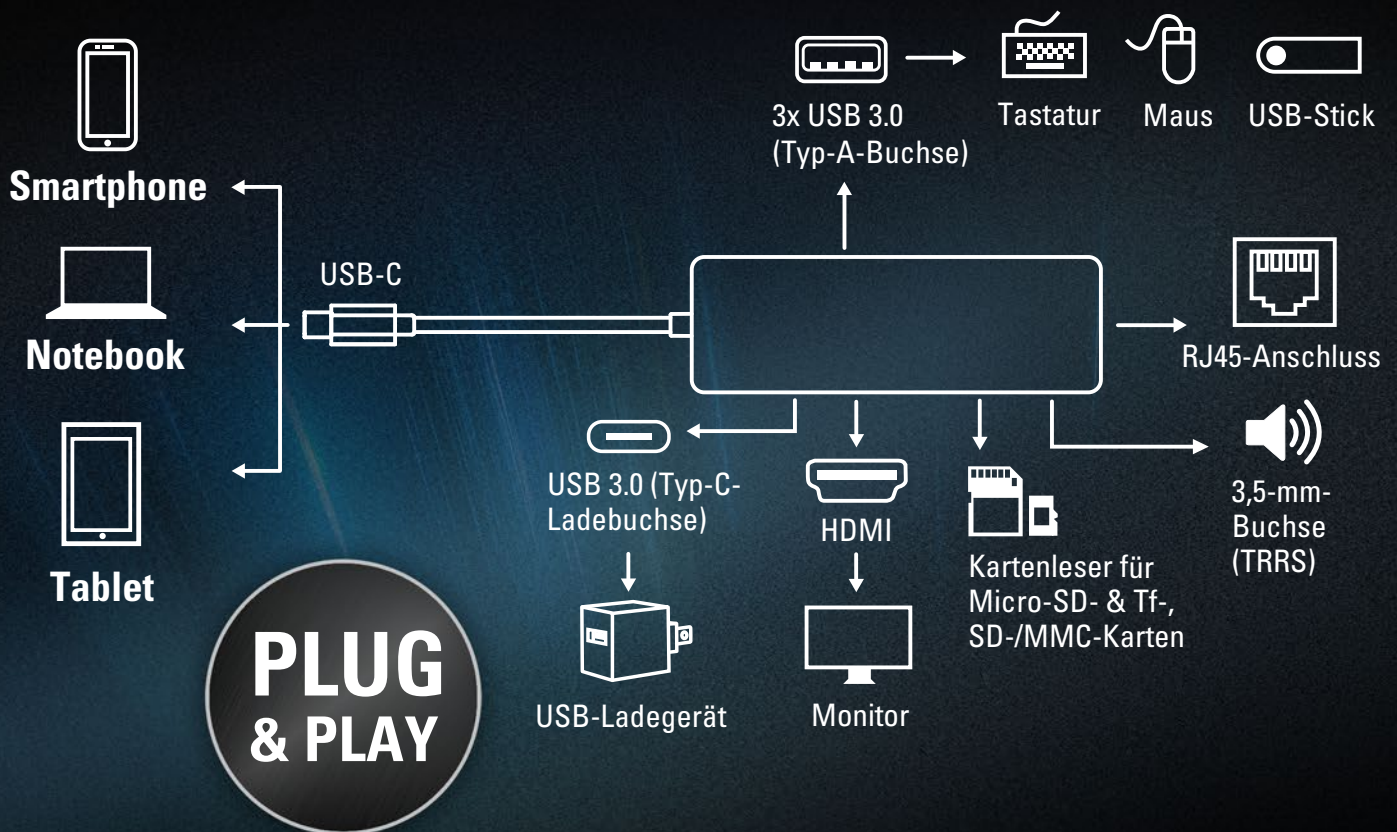 3x USB 3.0
(Typ-A-Buchse)
Tastatur
Maus
USB-Stick
Smartphone
USB-C
Notebook
RJ45-Anschluss
Tablet
USB 3.0 (Typ-C-
Ladebuchse)
USB-Ladegerät
HDMI
Monitor
Kartenleser für
Micro-SD- & Tf-,
SD-/MMC-Karten
3,5-mm-
Buchse
(TRRS)
PLUG
& PLAY